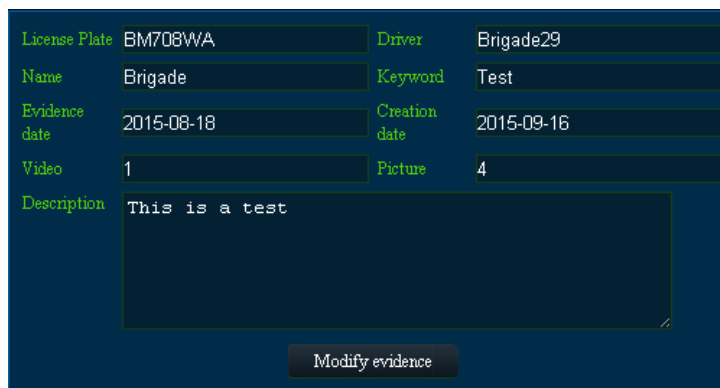 License Plate BM708WA Driver Brigade29
Name Brigade Keyword Test
Evidence date 2015-08-18 Creation date 2015-09-16
Video 1 Picture 4
Description This is a test
Modify evidence